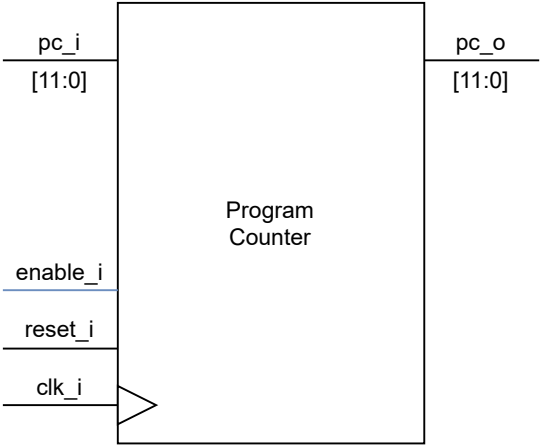 pc_i
[11:0]
pc_o
[11:0]
Program
Counter
enable_i
reset_i
clk_i